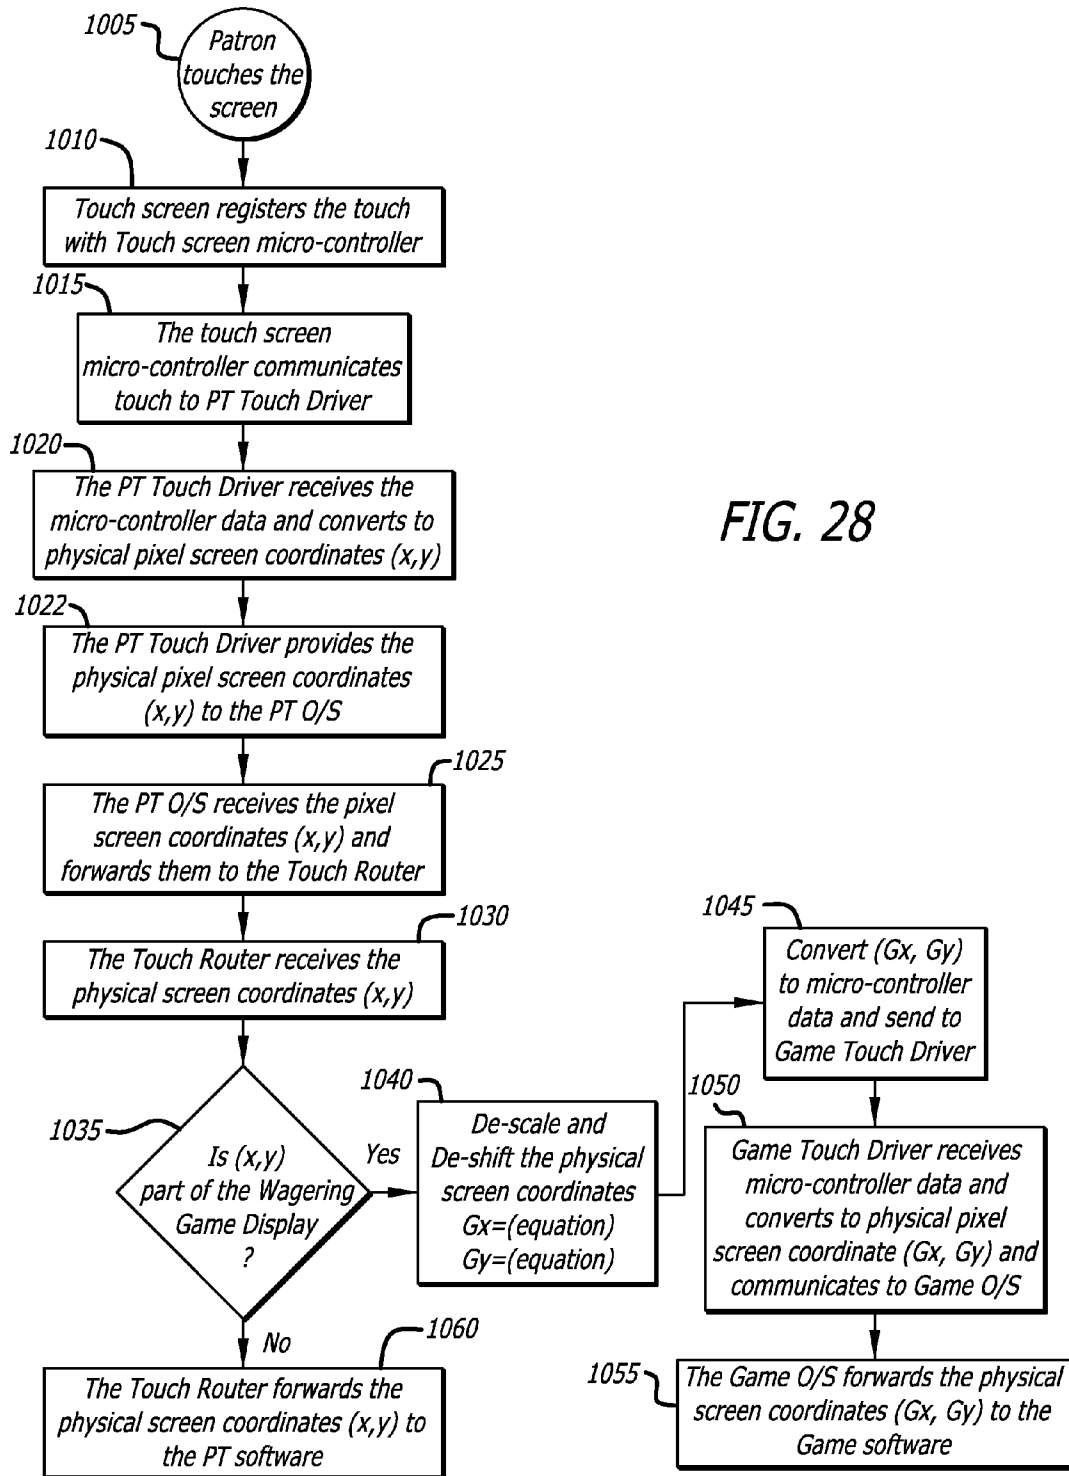 1005
Patron
touches the
screen
1010
Touch screen registers the touch
with Touch screen micro-controller
1015
The touch screen
micro-controller communicates
touch to PT Touch Driver
1020
The PT Touch Driver receives the
micro-controller data and converts to
physical pixel screen coordinates (x,y)
FIG. 28
1022
The PT Touch Driver provides the
physical pixel screen coordinates
(x,y) to the PT O/S
1025
The PT O/S receives the pixel
screen coordinates (x,y) and
forwards them to the Touch Router
1030
The Touch Router receives the
physical screen coordinates (x,y)
1035
Is (x,y)
part of the Wagering
Game Display
?
Yes
1040
De-scale and
De-shift the physical
screen coordinates
Gx=(equation)
Gy=(equation)
1045
Convert (Gx, Gy)
to micro-controller
data and send to
Game Touch Driver
1050
Game Touch Driver receives
micro-controller data and
converts to physical pixel
screen coordinate (Gx, Gy) and
communicates to Game O/S
1055
The Game O/S forwards the physical
screen coordinates (Gx, Gy) to the
Game software
No
1060
The Touch Router forwards the
physical screen coordinates (x,y) to
the PT software